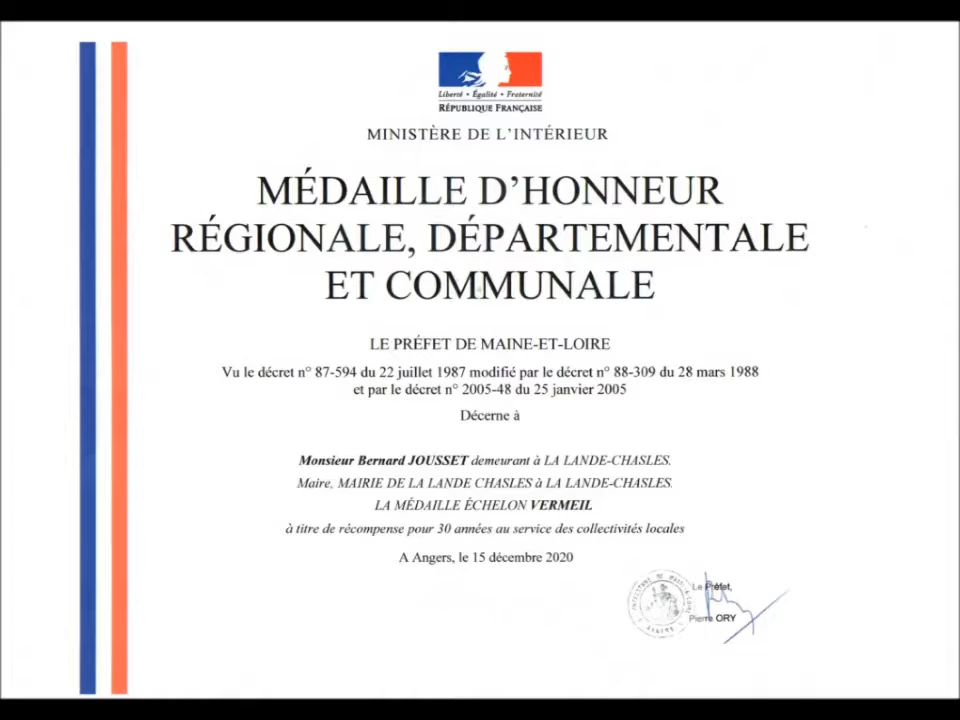 Liberté • Égalité • Fraternité
RÉPUBLIQUE FRANÇAISE
MINISTÈRE DE L'INTÉRIEUR
MÉDAILLE D'HONNEUR
RÉGIONALE, DÉPARTEMENTALE
ET COMMUNALE
LE PRÉFET DE MAINE-ET-LOIRE
Vu le décret n° 87-594 du 22 juillet 1987 modifié par le décret n° 88-309 du 28 mars 1988
et par le décret n° 2005-48 du 25 janvier 2005
Décerne à
Monsieur Bernard JOUSSET demeurant à LA LANDE-CHASLES.
Maire, MAIRIE DE LA LANDE CHASLES à LA LANDE-CHASLES.
LA MÉDAILLE ÉCHELON VERMEIL
à titre de récompense pour 30 années au service des collectivités locales
A Angers, le 15 décembre 2020
Le Préfet,
Pierre ORY